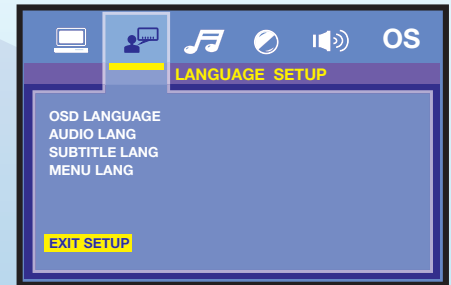 OS
LANGUAGE SETUP
OSD LANGUAGE
AUDIO LANG
SUBTITLE LANG
MENU LANG
EXIT SETUP